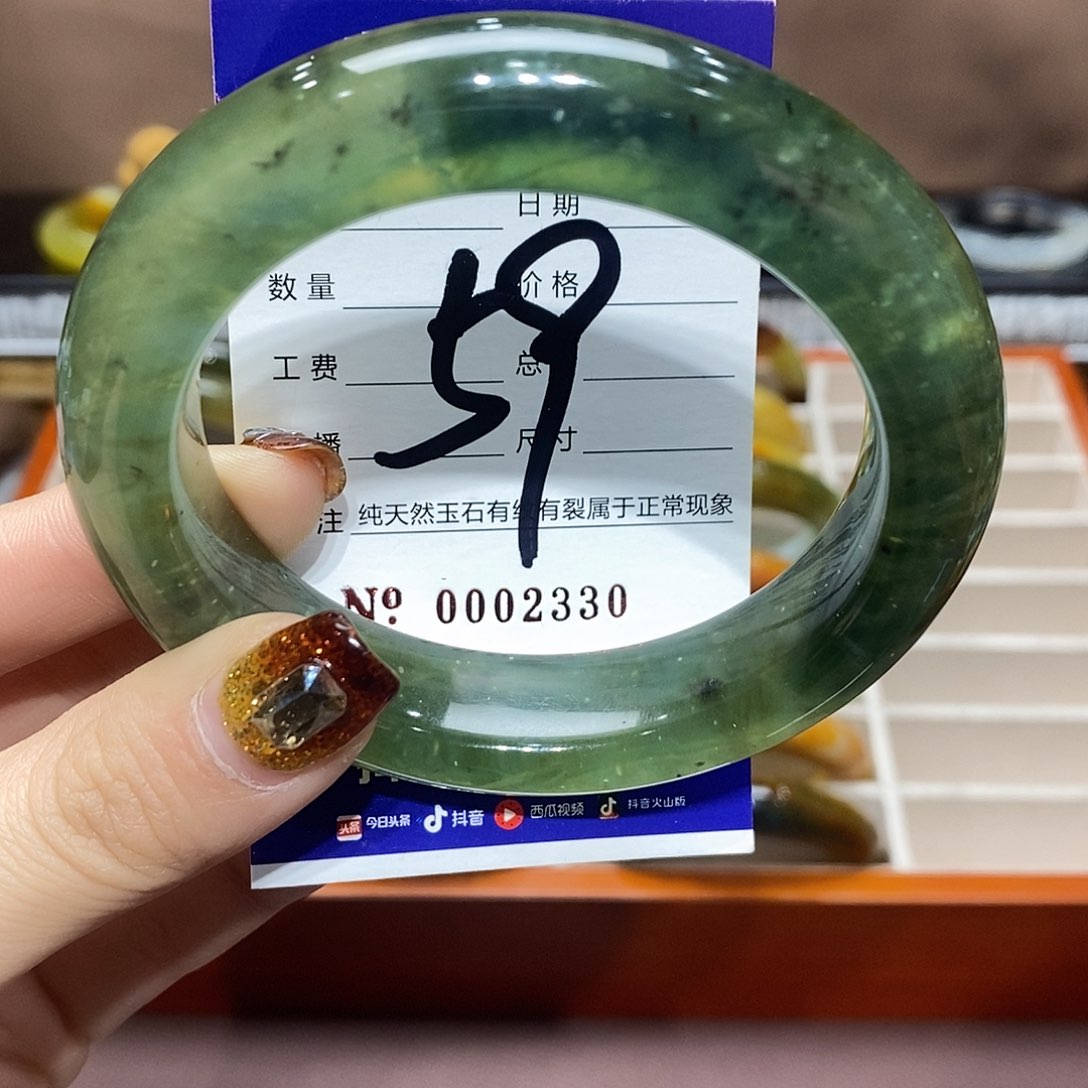 日期
数量 价格
59
工费 总
播 尺寸
注 纯天然玉石有纹有裂属于正常现象
Nº 0002330
头条 今日头条 抖音 西瓜视频 抖音火山版